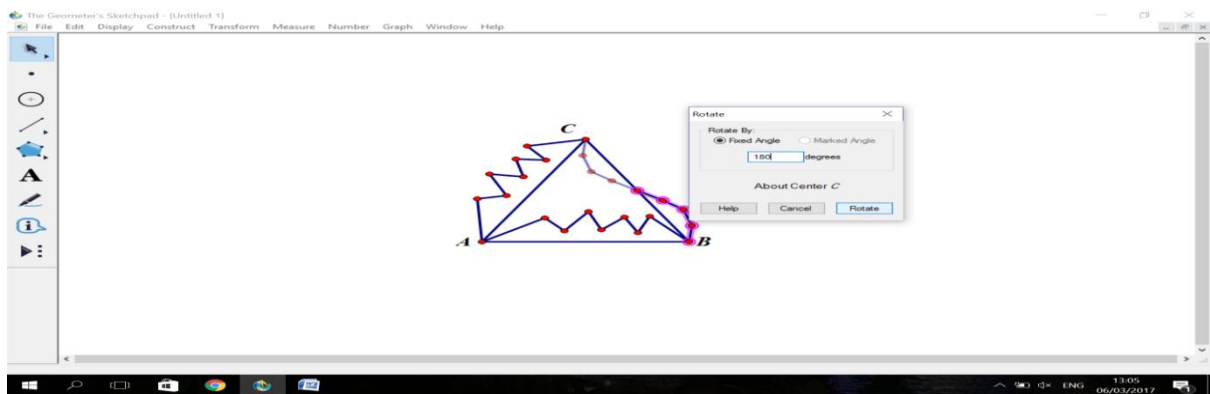 The Geometer's Sketchpad - [Untitled 1]
File Edit Display Construct Transform Measure Number Graph Window Help
A
C
A
B
Rotate
Rotate By:
Fixed Angle Marked Angle
180 degrees
About Center C
Help Cancel Rotate
ENG
13:05
06/03/2017
1